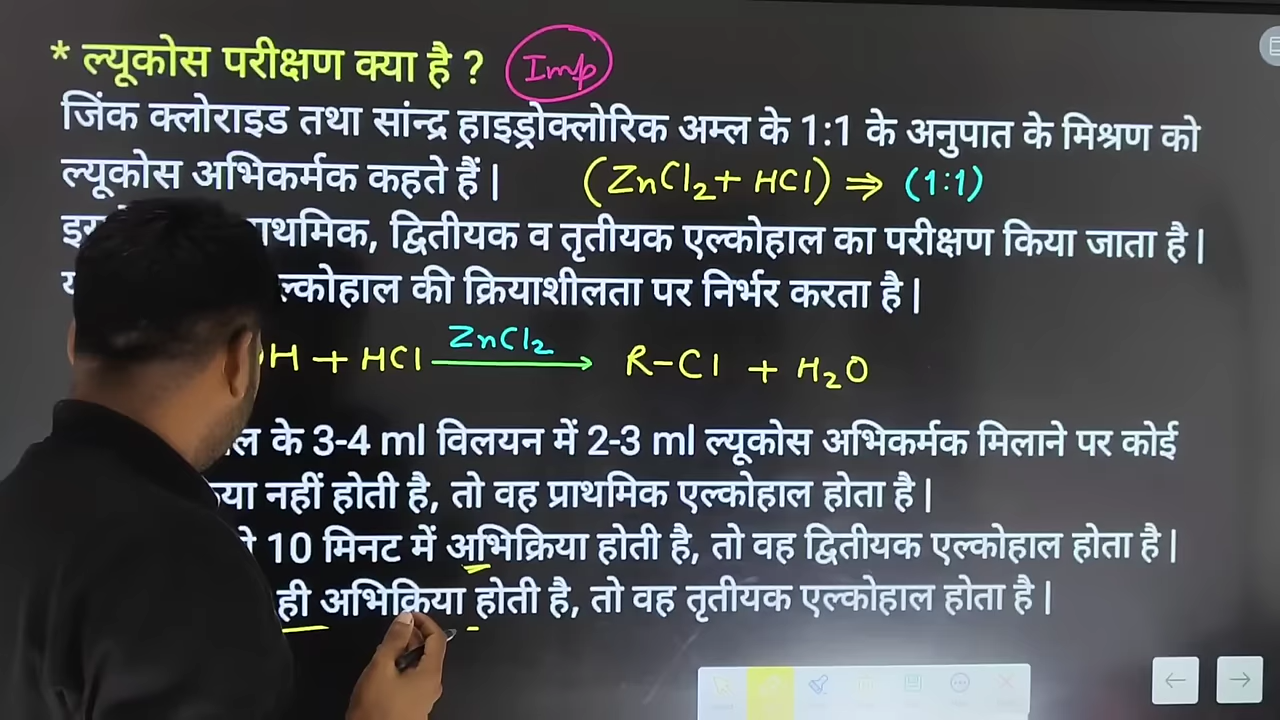 * ल्यूकोस परीक्षण क्या है ? Imp
जिंक क्लोराइड तथा सांन्द्र हाइड्रोक्लोरिक अम्ल के 1:1 के अनुपात के मिश्रण को
ल्यूकोस अभिकर्मक कहते हैं | (ZnCl₂+ HCl) ⇒ (1:1)
द्वितीयक व तृतीयक एल्कोहाल का परीक्षण किया जाता है |
की क्रियाशीलता पर निर्भर करता है |
H + HCl ZnCl₂ → R-Cl + H₂O
के 3-4 ml विलयन में 2-3 ml ल्यूकोस अभिकर्मक मिलाने पर कोई
नहीं होती है, तो वह प्राथमिक एल्कोहाल होता है |
10 मिनट में अभिक्रिया होती है, तो वह द्वितीयक एल्कोहाल होता है |
ही अभिक्रिया होती है, तो वह तृतीयक एल्कोहाल होता है |